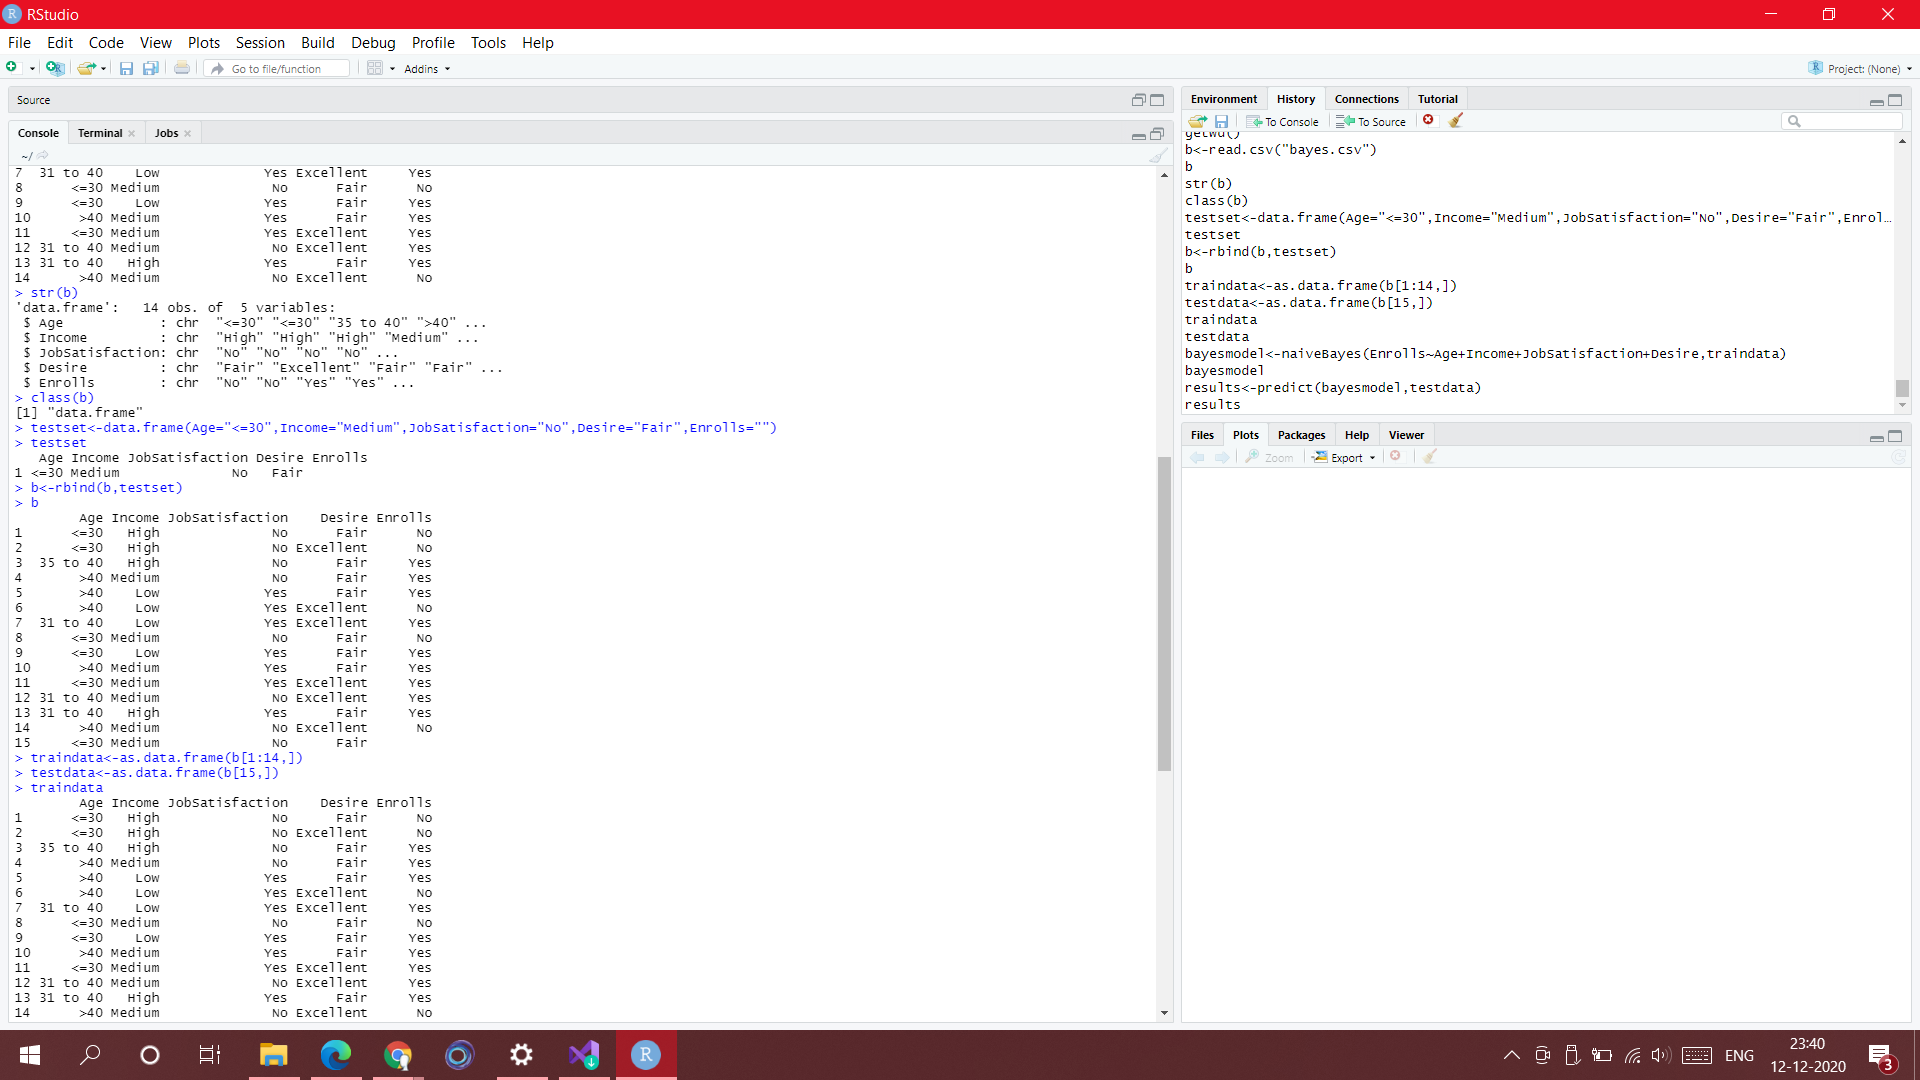 RStudio
File Edit Code View Plots Session Build Debug Profile Tools Help
Go to file/function Addins Project: (None)
Source
Console Terminal Jobs
~/
7  31 to 40    Low             Yes Excellent     Yes
8      <=30 Medium              No      Fair      No
9      <=30    Low             Yes      Fair     Yes
10      >40 Medium             Yes      Fair     Yes
11     <=30 Medium             Yes Excellent     Yes
12 31 to 40 Medium              No Excellent     Yes
13 31 to 40   High             Yes      Fair     Yes
14      >40 Medium              No Excellent      No
> str(b)
'data.frame':   14 obs. of  5 variables:
 $ Age            : chr  "<=30" "<=30" "35 to 40" ">40" ...
 $ Income         : chr  "High" "High" "High" "Medium" ...
 $ JobSatisfaction: chr  "No" "No" "No" "No" ...
 $ Desire         : chr  "Fair" "Excellent" "Fair" "Fair" ...
 $ Enrolls        : chr  "No" "No" "Yes" "Yes" ...
> class(b)
[1] "data.frame"
> testset<-data.frame(Age="<=30",Income="Medium",JobSatisfaction="No",Desire="Fair",Enrolls="")
> testset
   Age Income JobSatisfaction Desire Enrolls
1 <=30 Medium              No   Fair
> b<-rbind(b,testset)
> b
        Age Income JobSatisfaction    Desire Enrolls
1      <=30   High              No      Fair      No
2      <=30   High              No Excellent      No
3  35 to 40   High              No      Fair     Yes
4       >40 Medium              No      Fair     Yes
5       >40    Low             Yes      Fair     Yes
6       >40    Low             Yes Excellent      No
7  31 to 40    Low             Yes Excellent     Yes
8      <=30 Medium              No      Fair      No
9      <=30    Low             Yes      Fair     Yes
10      >40 Medium             Yes      Fair     Yes
11     <=30 Medium             Yes Excellent     Yes
12 31 to 40 Medium              No Excellent     Yes
13 31 to 40   High             Yes      Fair     Yes
14      >40 Medium              No Excellent      No
15     <=30 Medium              No      Fair
> traindata<-as.data.frame(b[1:14,])
> testdata<-as.data.frame(b[15,])
> traindata
        Age Income JobSatisfaction    Desire Enrolls
1      <=30   High              No      Fair      No
2      <=30   High              No Excellent      No
3  35 to 40   High              No      Fair     Yes
4       >40 Medium              No      Fair     Yes
5       >40    Low             Yes      Fair     Yes
6       >40    Low             Yes Excellent      No
7  31 to 40    Low             Yes Excellent     Yes
8      <=30 Medium              No      Fair      No
9      <=30    Low             Yes      Fair     Yes
10      >40 Medium             Yes      Fair     Yes
11     <=30 Medium             Yes Excellent     Yes
12 31 to 40 Medium              No Excellent     Yes
13 31 to 40   High             Yes      Fair     Yes
14      >40 Medium              No Excellent      No
Environment History Connections Tutorial
To Console To Source
getwd()
b<-read.csv("bayes.csv")
b
str(b)
class(b)
testset<-data.frame(Age="<=30",Income="Medium",JobSatisfaction="No",Desire="Fair",Enrol...
testset
b<-rbind(b,testset)
b
traindata<-as.data.frame(b[1:14,])
testdata<-as.data.frame(b[15,])
traindata
testdata
bayesmodel<-naiveBayes(Enrolls~Age+Income+JobSatisfaction+Desire,traindata)
bayesmodel
results<-predict(bayesmodel,testdata)
results
Files Plots Packages Help Viewer
Zoom Export
ENG
23:40
12-12-2020
3